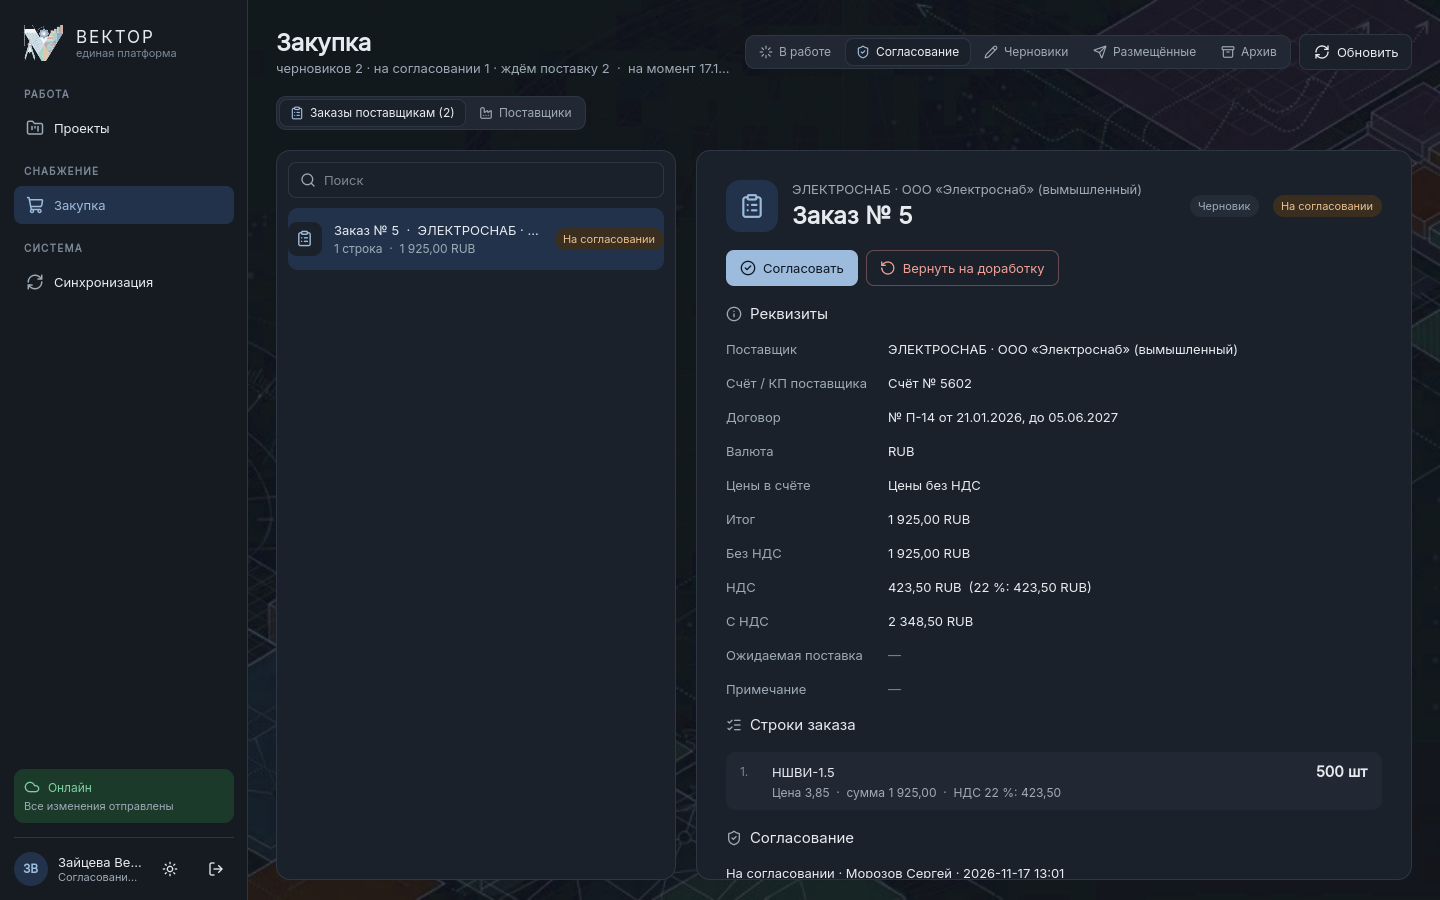 ВЕКТОР
единая платформа
РАБОТА
Проекты
СНАБЖЕНИЕ
Закупка
СИСТЕМА
Синхронизация
Онлайн
Все изменения отправлены
ЗВ
Зайцева Ве...
Согласовани...
Закупка
черновиков 2 · на согласовании 1 · ждём поставку 2 · на момент 17.1...
В работе
Согласование
Черновики
Размещённые
Архив
Обновить
Заказы поставщикам (2)
Поставщики
Поиск
Заказ № 5 · ЭЛЕКТРОСНАБ · ...
1 строка · 1 925,00 RUB
На согласовании
ЭЛЕКТРОСНАБ · ООО «Электроснаб» (вымышленный)
Заказ № 5
Черновик
На согласовании
Согласовать
Вернуть на доработку
Реквизиты
Поставщик ЭЛЕКТРОСНАБ · ООО «Электроснаб» (вымышленный)
Счёт / КП поставщика Счёт № 5602
Договор № П-14 от 21.01.2026, до 05.06.2027
Валюта RUB
Цены в счёте Цены без НДС
Итог 1 925,00 RUB
Без НДС 1 925,00 RUB
НДС 423,50 RUB (22 %: 423,50 RUB)
С НДС 2 348,50 RUB
Ожидаемая поставка —
Примечание —
Строки заказа
1. НШВИ-1.5 500 шт
Цена 3,85 · сумма 1 925,00 · НДС 22 %: 423,50
Согласование
На согласовании · Морозов Сергей · 2026-11-17 13:01